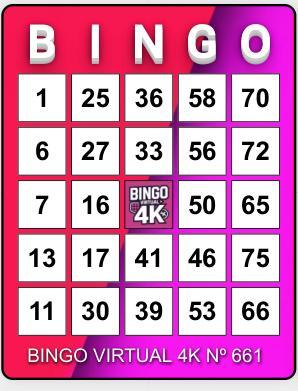 B I N G O
1 25 36 58 70
6 27 33 56 72
7 16 BINGO VIRTUAL 4K 50 65
13 17 41 46 75
11 30 39 53 66
BINGO VIRTUAL 4K Nº 661